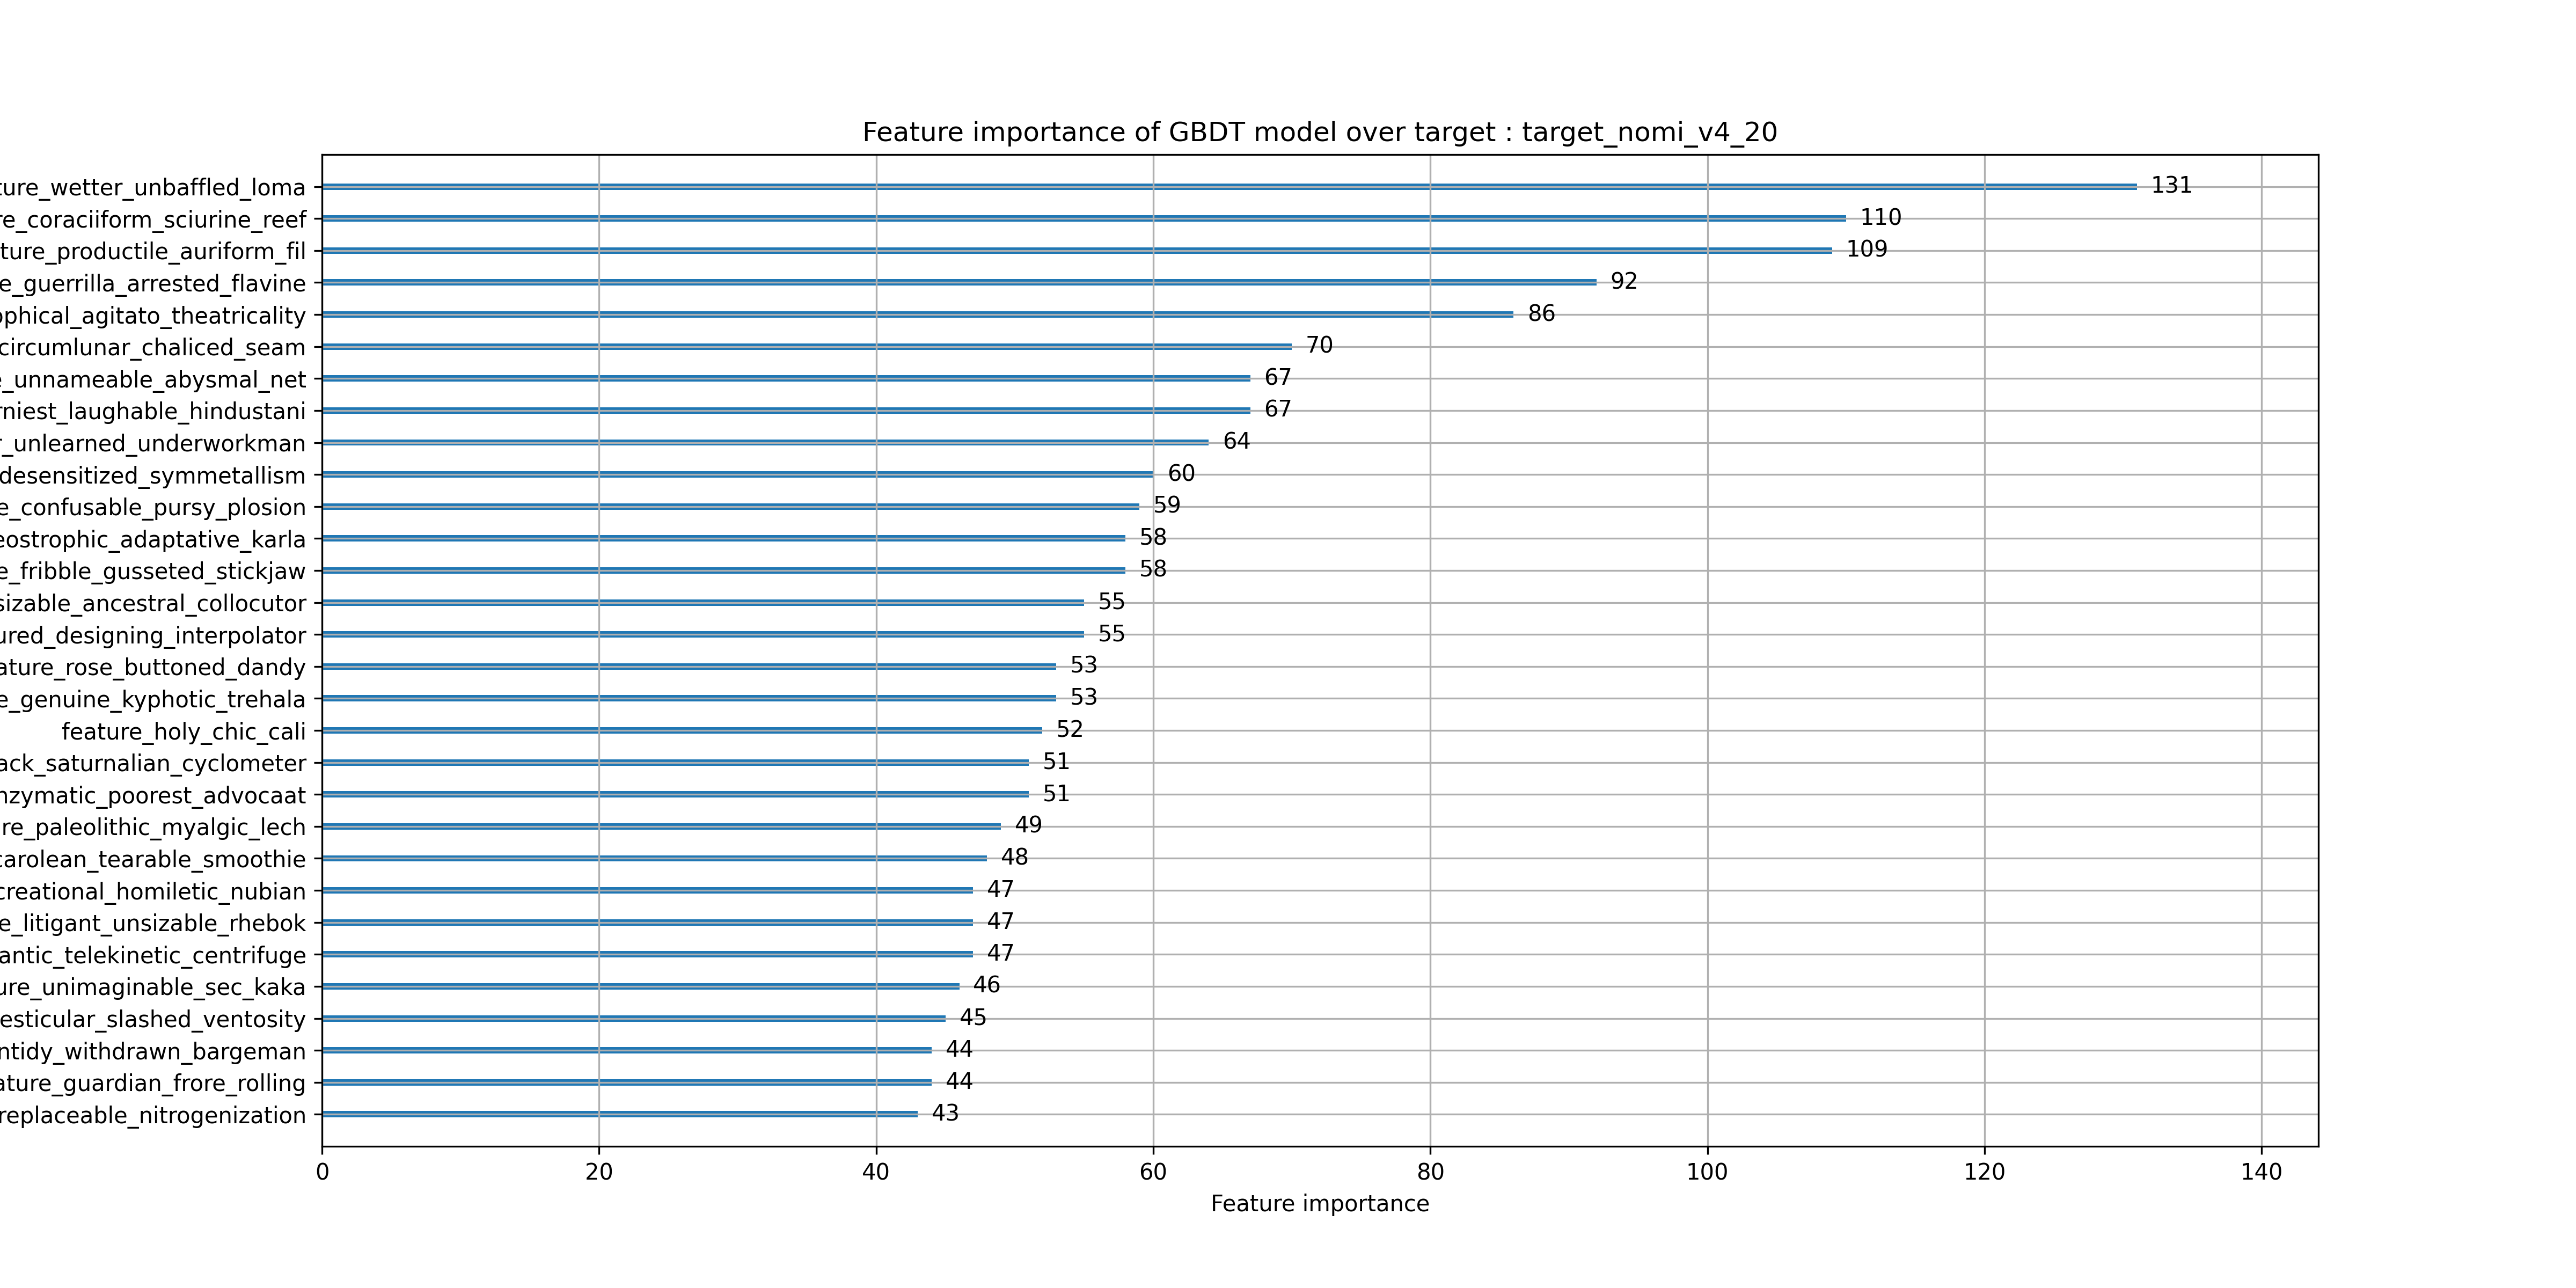 Feature importance of GBDT model over target : target_nomi_v4_20
ture_wetter_unbaffled_loma 131
re_coraciiform_sciurine_reef 110
ture_productile_auriform_fil 109
e_guerrilla_arrested_flavine 92
ophical_agitato_theatricality 86
circumlunar_chaliced_seam 70
e_unnameable_abysmal_net 67
rniest_laughable_hindustani 67
r_unlearned_underworkman 64
desensitized_symmetallism 60
e_confusable_pursy_plosion 59
eostrophic_adaptative_karla 58
e_fribble_gusseted_stickjaw 58
sizable_ancestral_collocutor 55
ured_designing_interpolator 55
ature_rose_buttoned_dandy 53
e_genuine_kyphotic_trehala 53
feature_holy_chic_cali 52
ack_saturnalian_cyclometer 51
nzymatic_poorest_advocaat 51
re_paleolithic_myalgic_lech 49
carolean_tearable_smoothie 48
creational_homiletic_nubian 47
e_litigant_unsizable_rhebok 47
antic_telekinetic_centrifuge 47
ure_unimaginable_sec_kaka 46
esticular_slashed_ventosity 45
ntidy_withdrawn_bargeman 44
ature_guardian_frore_rolling 44
replaceable_nitrogenization 43
0 20 40 60 80 100 120 140
Feature importance